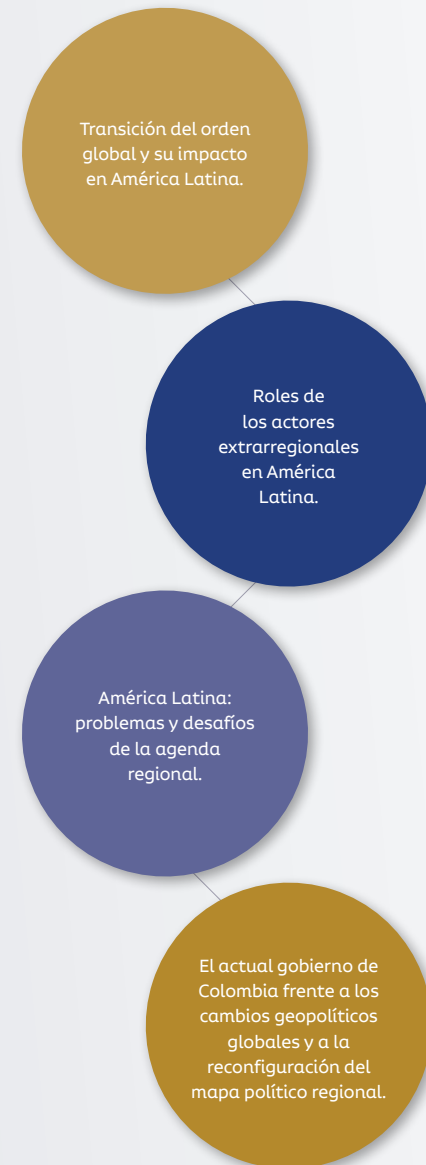 Transición del orden
global y su impacto
en América Latina.
Roles de
los actores
extrarregionales
en América
Latina.
América Latina:
problemas y desafíos
de la agenda
regional.
El actual gobierno de
Colombia frente a los
cambios geopolíticos
globales y a la
reconfiguración del
mapa político regional.